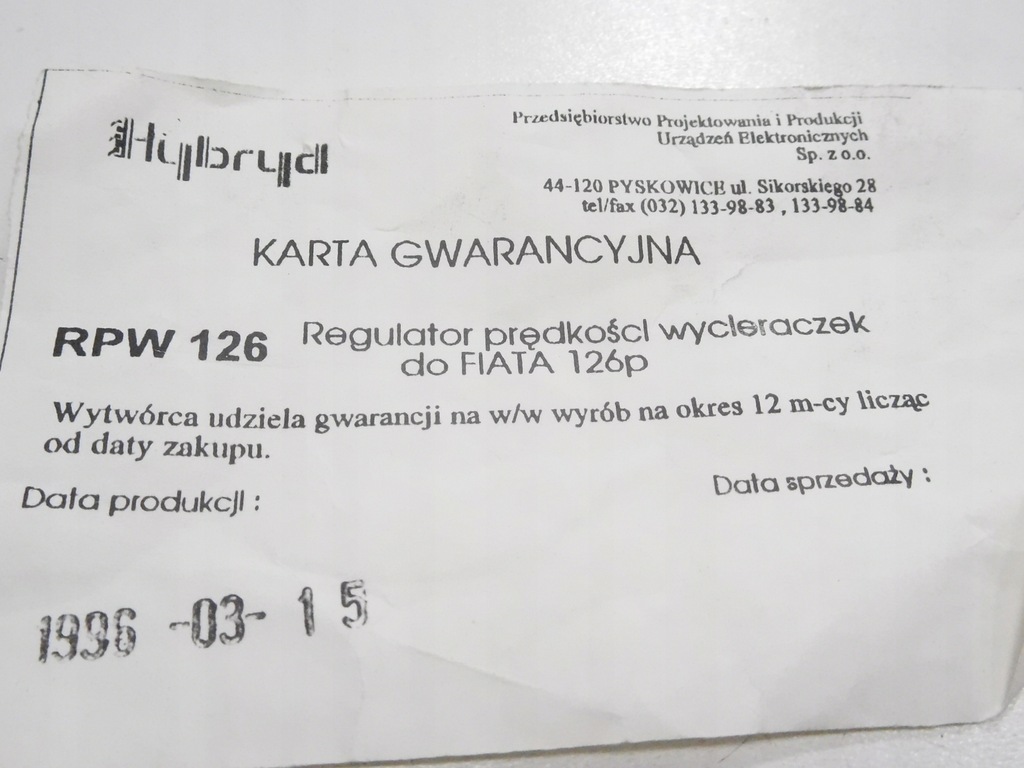 Hybryd
Przedsiębiorstwo Projektowania i Produkcji
Urządzeń Elektronicznych
Sp. z o.o.
44-120 PYSKOWICE ul. Sikorskiego 28
tel/fax (032) 133-98-83 , 133-98-84
KARTA GWARANCYJNA
RPW 126 Regulator prędkości wycieraczek
do FIATA 126p
Wytwórca udziela gwarancji na w/w wyrób na okres 12 m-cy licząc
od daty zakupu.
Data produkcji :
Data sprzedaży :
1996 -03- 15